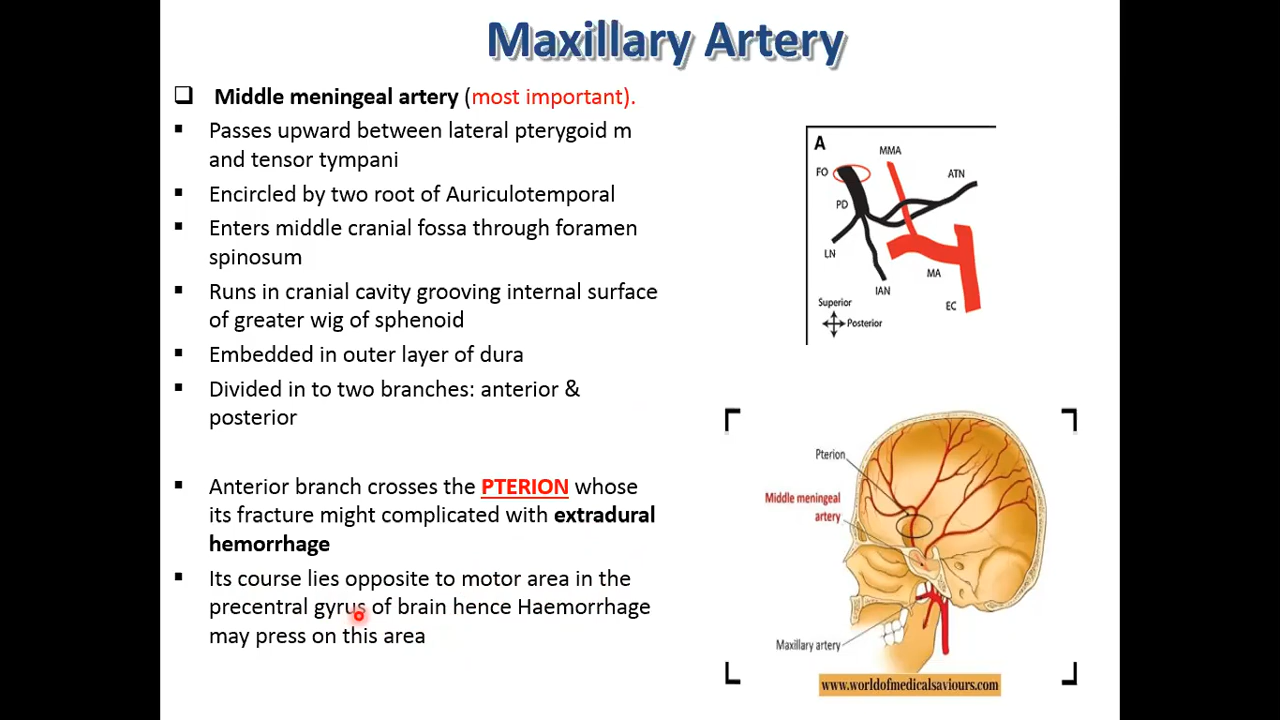 Maxillary Artery
Middle meningeal artery (most important).
Passes upward between lateral pterygoid m
and tensor tympani
Encircled by two root of Auriculotemporal
Enters middle cranial fossa through foramen
spinosum
Runs in cranial cavity grooving internal surface
of greater wig of sphenoid
Embedded in outer layer of dura
Divided in to two branches: anterior &
posterior
Anterior branch crosses the PTERION whose
its fracture might complicated with extradural
hemorrhage
Its course lies opposite to motor area in the
precentral gyrus of brain hence Haemorrhage
may press on this area
A
MMA
FO
ATN
PD
LN
MA
IAN
EC
Superior
Posterior
Pterion
Middle meningeal
artery
Maxillary artery
www.worldofmedicalsaviours.com